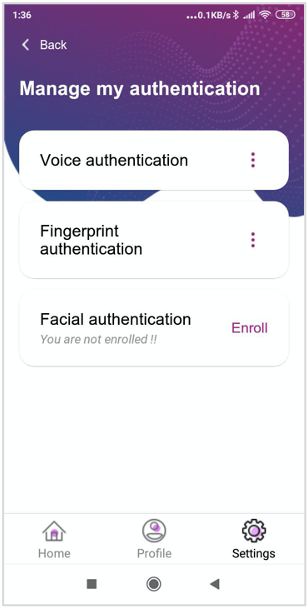 1:36 ...0.1KB/s 58
Back
Manage my authentication
Voice authentication
Fingerprint
authentication
Facial authentication
You are not enrolled !!
Enroll
Home Profile Settings